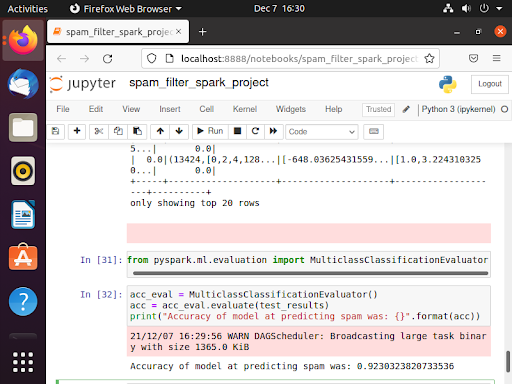 Activities Firefox Web Browser Dec 7 16:30
spam_filter_spark_project
localhost:8888/notebooks/spam_filter_spark_project
jupyter spam_filter_spark_project Logout
File Edit View Insert Cell Kernel Widgets Help Trusted Python 3 (ipykernel)
Run Code
5...| 0.0|
| 0.0|(13424,[0,2,4,128...|[-648.03625431559...|[1.0,3.224310325
0...| 0.0|
+-----+--------------------+--------------------+----------------
----+----------+
only showing top 20 rows
In [31]: from pyspark.ml.evaluation import MulticlassClassificationEvaluator
In [32]: acc_eval = MulticlassClassificationEvaluator()
acc = acc_eval.evaluate(test_results)
print("Accuracy of model at predicting spam was: {}".format(acc))
21/12/07 16:29:56 WARN DAGScheduler: Broadcasting large task binar
y with size 1365.0 KiB
Accuracy of model at predicting spam was: 0.9230323820733536